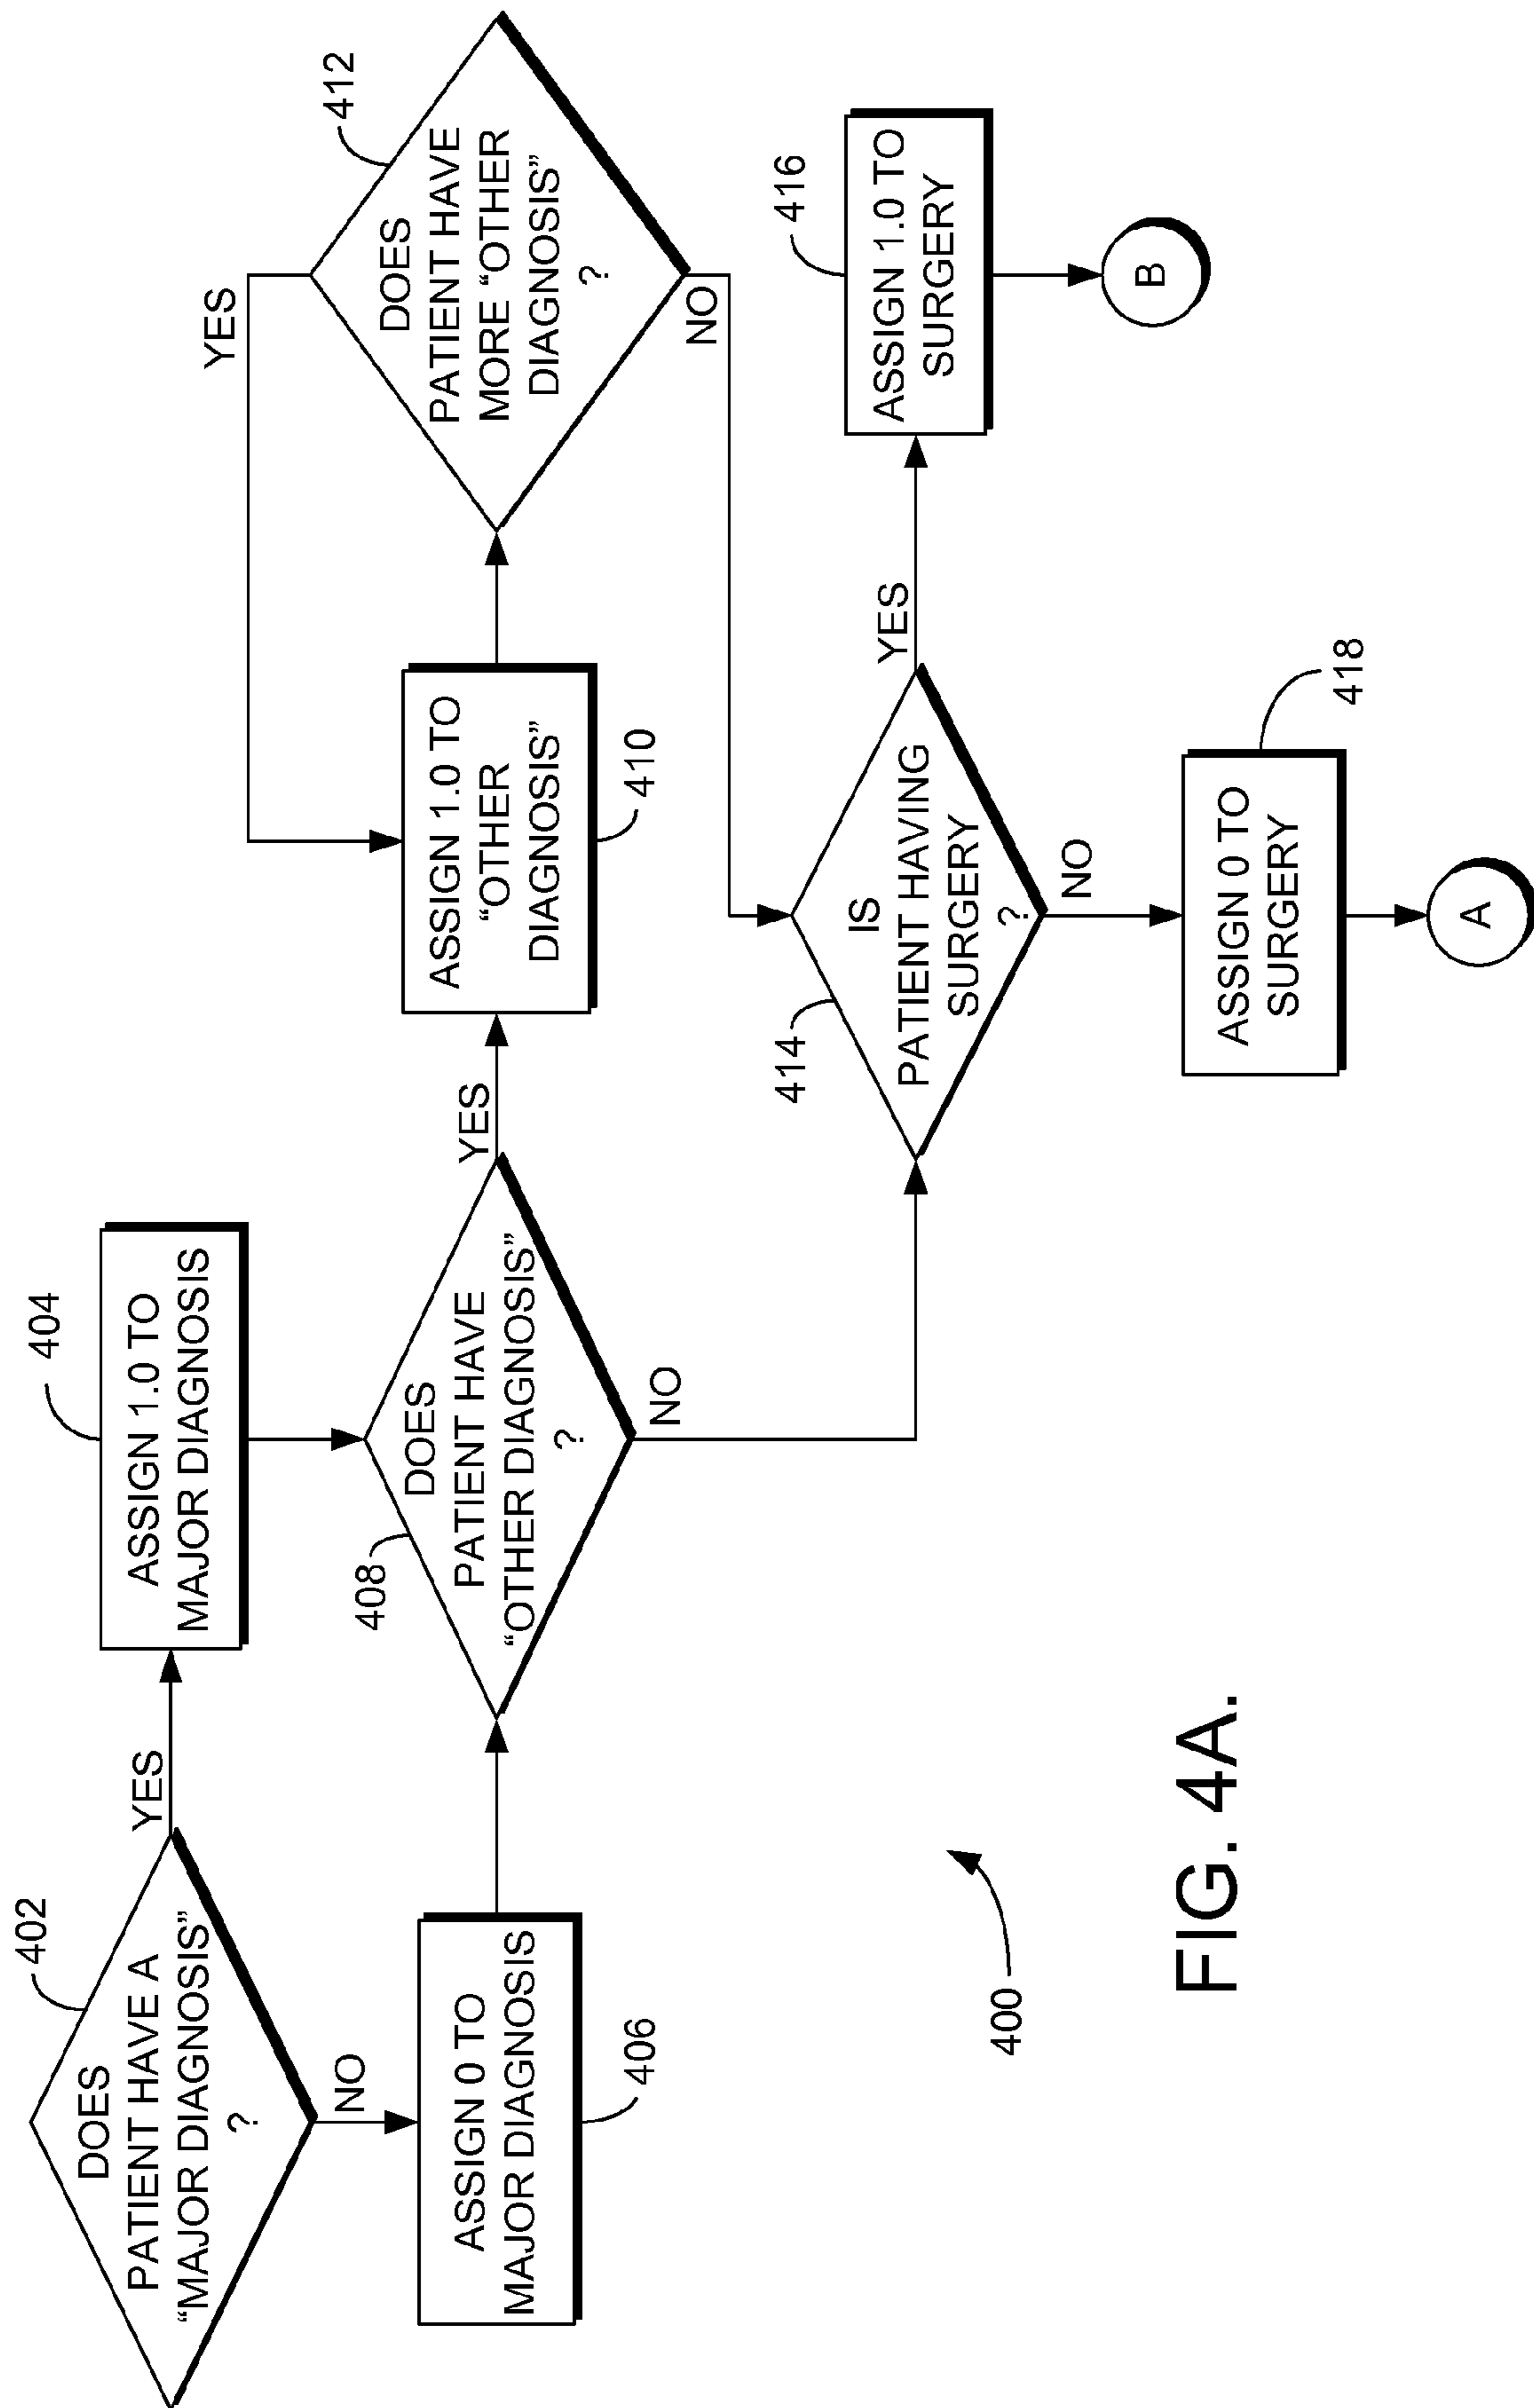 402
DOES
PATIENT HAVE A
“MAJOR DIAGNOSIS”
?
YES
NO
404
ASSIGN 1.0 TO
MAJOR DIAGNOSIS
ASSIGN 0 TO
MAJOR DIAGNOSIS
406
408
DOES
PATIENT HAVE
“OTHER DIAGNOSIS”
?
YES
NO
ASSIGN 1.0 TO
“OTHER
DIAGNOSIS”
410
412
DOES
PATIENT HAVE
MORE “OTHER
DIAGNOSIS”
?
YES
NO
414
IS
PATIENT HAVING
SURGERY
?
YES
NO
416
ASSIGN 1.0 TO
SURGERY
B
ASSIGN 0 TO
SURGERY
418
A
400
FIG. 4A.